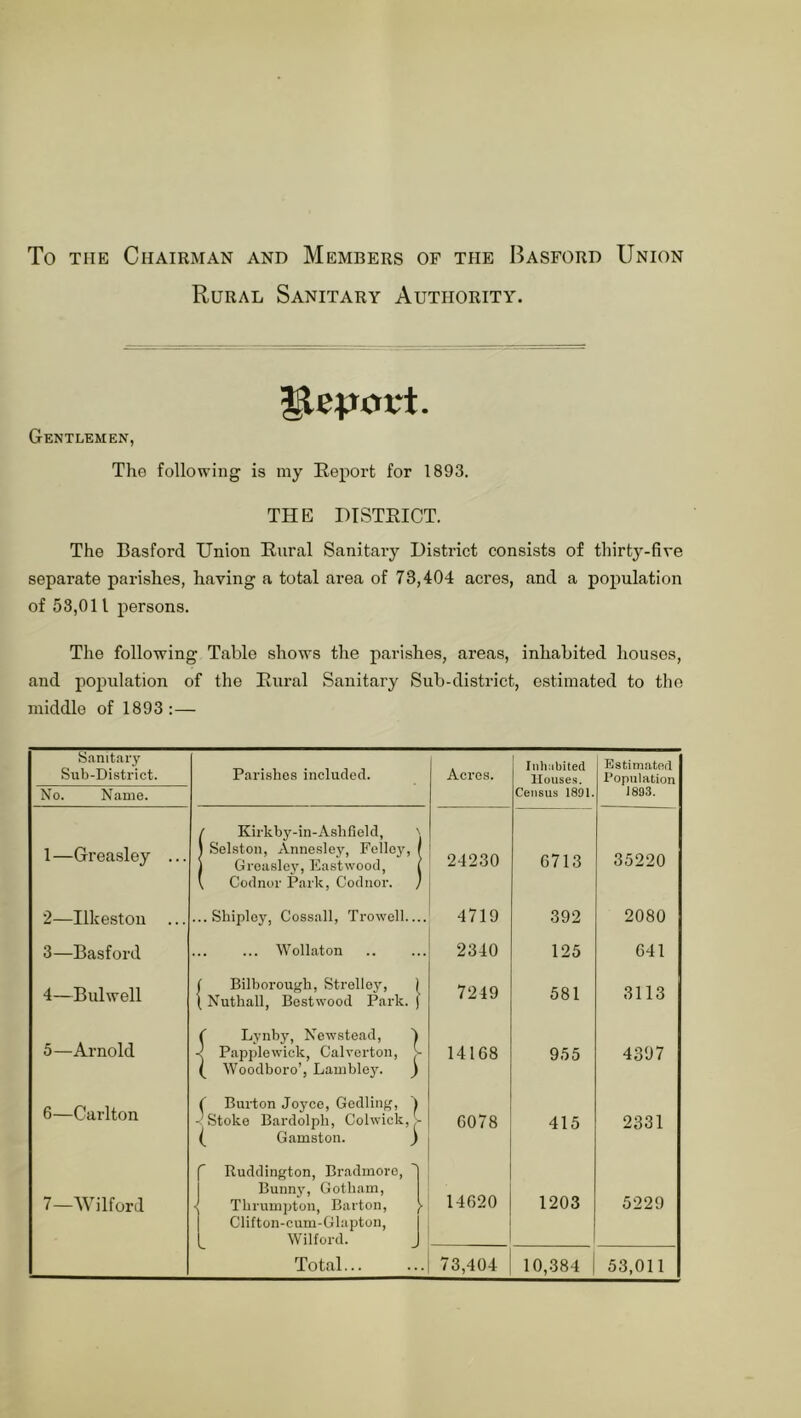 To the Chairman and Members of the Basford Union
Rural Sanitary Authority.
Report.
Gentlemen,
The following is my Report for 1893.
THE DISTRICT.
The Basford Union Rural Sanitary District consists of thirty-five
separate parishes, having a total area of 73,404 acres, and a population
of 53,011 persons.
The following Table shows the parishes, areas, inhabited houses,
and population of the Rural Sanitary Sub-district, estimated to the
middle of 1893:—
Sanitary Sub-District. No. Name. | Parishes included. | Acres. | Inhabited Houses. Census 1891. | Estimated Population 1893.
1—Greasley ... | Kirkby-in-Ashfield, Selston, Annesley, Felley, Greasley, Eastwood, Codnor Park, Codnor. | 24230 | 6713 | 35220
2—Ilkeston ... | ... Shipley, Cossall, Trowell.... | 4719 | 392 | 2080
3—Basford | ... ... Wollaton .. ... | 2340 | 125 | 641
4—Bulwell | Bilborough, Strelley, Nuthall, Bestwood Park. | 7249 | 581 | 3113
5—Arnold | Lynby, Newstead, Papplewick, Calverton, Woodboro', Lambley. | 14168 | 955 | 4397
6—Carlton | Burton Joyce, Gedling, Stoke Bardolph, Colwick, Gamston. | 6078 | 415 | 2331
7—Wilford | Ruddington, Bradmore, Bunny, Gotham, Thrumpton, Barton, Clifton-cum-Glapton, Wilford. | 14620 | 1203 | 5229
Total... ... | 73,404 | 10,384 | 53,011